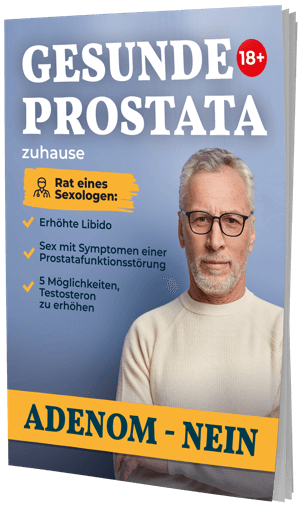 GESUNDE
18+
PROSTATA
zuhause
Rat eines
Sexologen:
Erhöhte Libido
Sex mit Symptomen einer
Prostatafunktionsstörung
5 Möglichkeiten,
Testosteron
zu erhöhen
ADENOM - NEIN